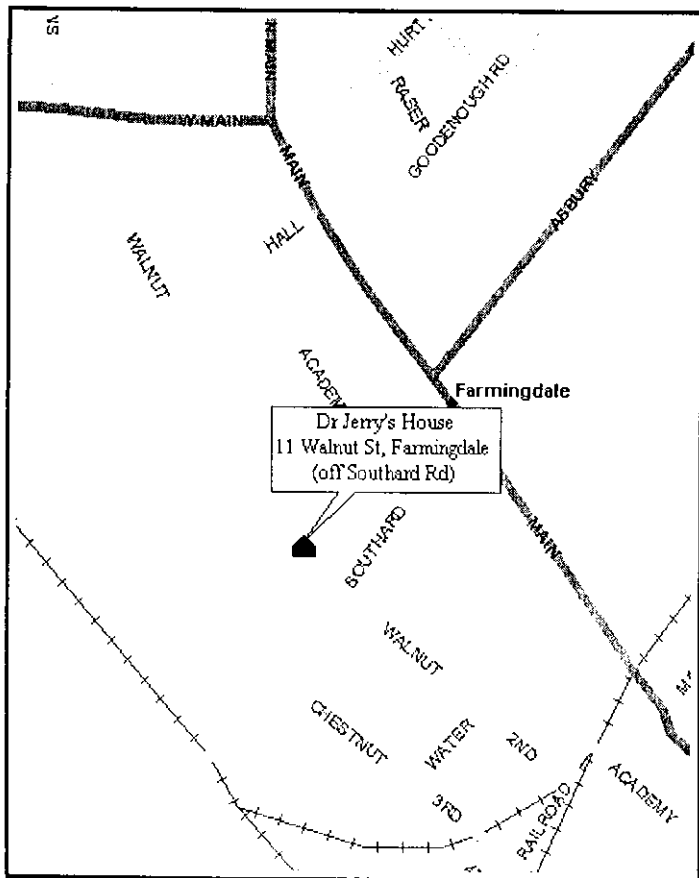 HURT
MAIN
RASER
GOODENOUGH RD
W MAIN
MAIN
ASBURY
HALL
WALNUT
Farmingdale
Dr Jerry's House
11 Walnut St, Farmingdale
(off Southard Rd)
SOUTHARD
MAIN
WALNUT
CHESTNUT
WATER
2ND
3RD
RAILROAD
ACADEMY